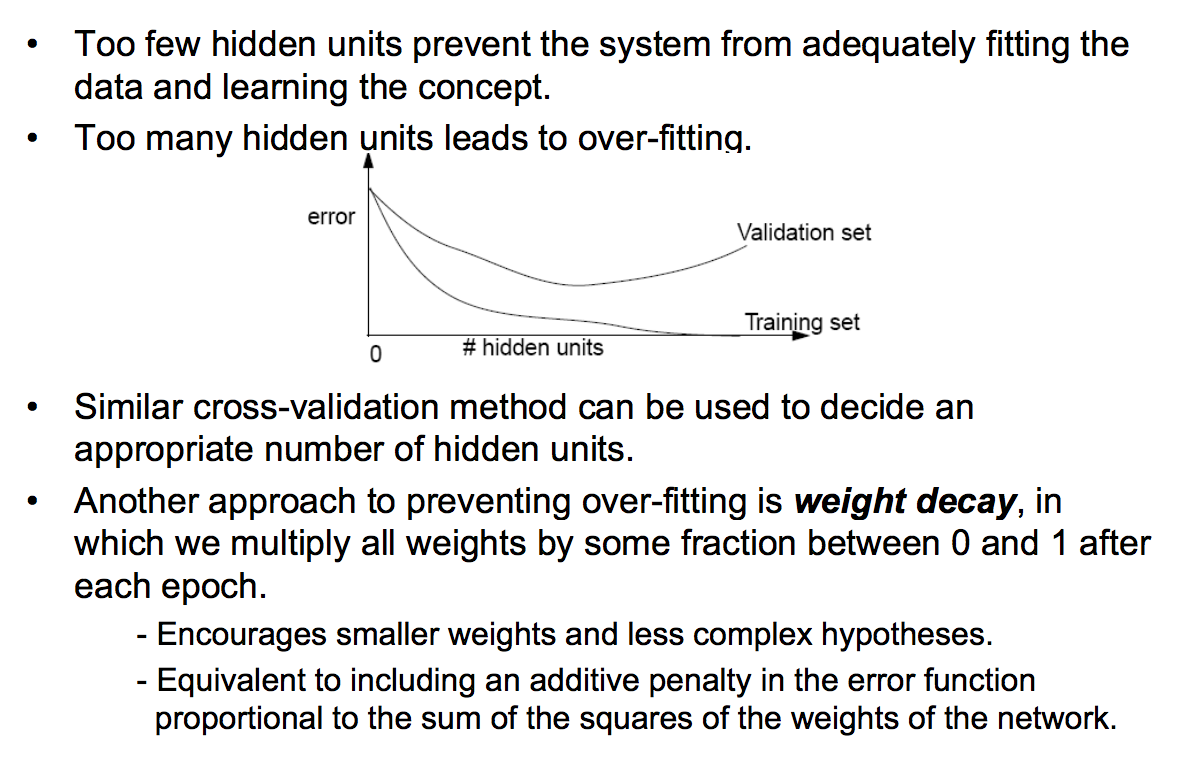 • Too few hidden units prevent the system from adequately fitting the
data and learning the concept.
• Too many hidden units leads to over-fitting.
error
Validation set
Training set
0
# hidden units
• Similar cross-validation method can be used to decide an
appropriate number of hidden units.
• Another approach to preventing over-fitting is weight decay, in
which we multiply all weights by some fraction between 0 and 1 after
each epoch.
- Encourages smaller weights and less complex hypotheses.
- Equivalent to including an additive penalty in the error function
proportional to the sum of the squares of the weights of the network.